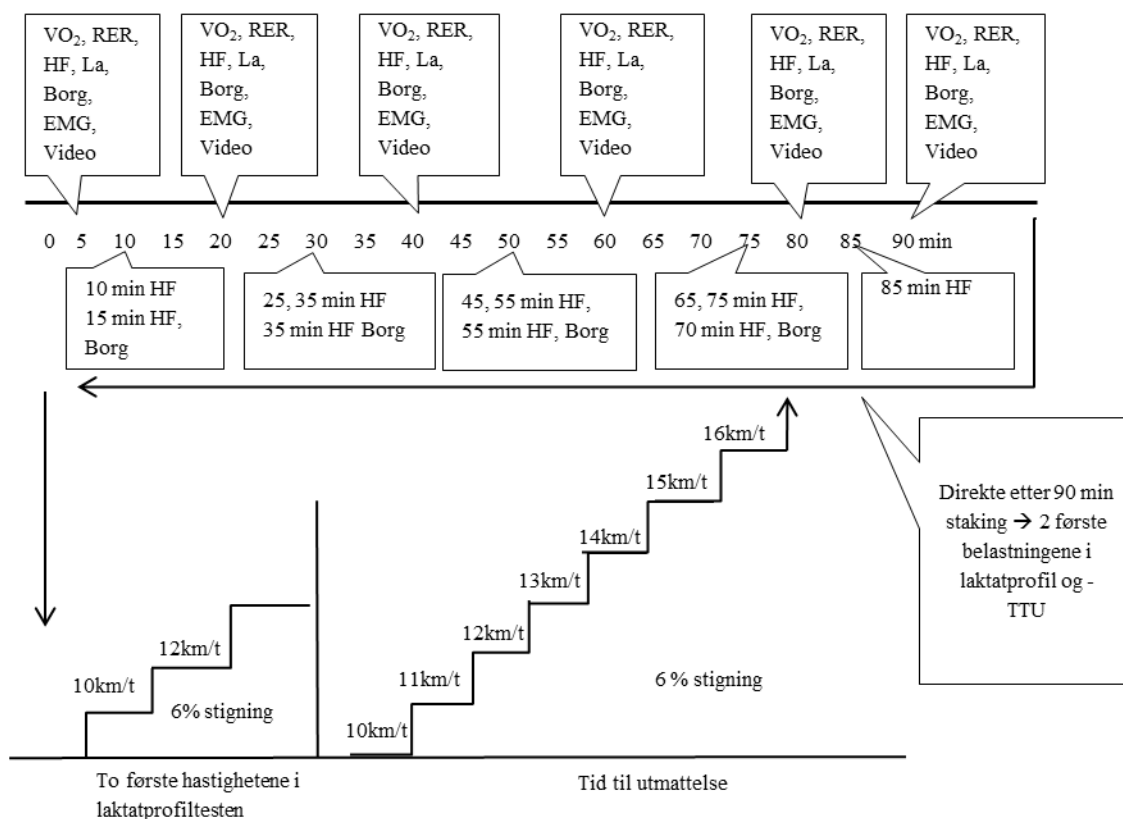 VO₂, RER,
HF, La,
Borg,
EMG,
Video
VO₂, RER,
HF, La,
Borg,
EMG,
Video
VO₂, RER,
HF, La,
Borg,
EMG,
Video
VO₂, RER,
HF, La,
Borg,
EMG,
Video
VO₂, RER,
HF, La,
Borg,
EMG,
Video
VO₂, RER,
HF, La,
Borg,
EMG,
Video
0 5 10 15 20 25 30 35 40 45 50 55 60 65 70 75 80 85 90 min
10 min HF
15 min HF,
Borg
25, 35 min HF
35 min HF Borg
45, 55 min HF,
55 min HF, Borg
65, 75 min HF,
70 min HF, Borg
85 min HF
Direkte etter 90 min
staking → 2 første
belastningene i
laktatprofil og -
TTU
10km/t
12km/t
6% stigning
10km/t
11km/t
12km/t
13km/t
14km/t
15km/t
16km/t
6 % stigning
To første hastighetene i
laktatprofiltesten
Tid til utmattelse